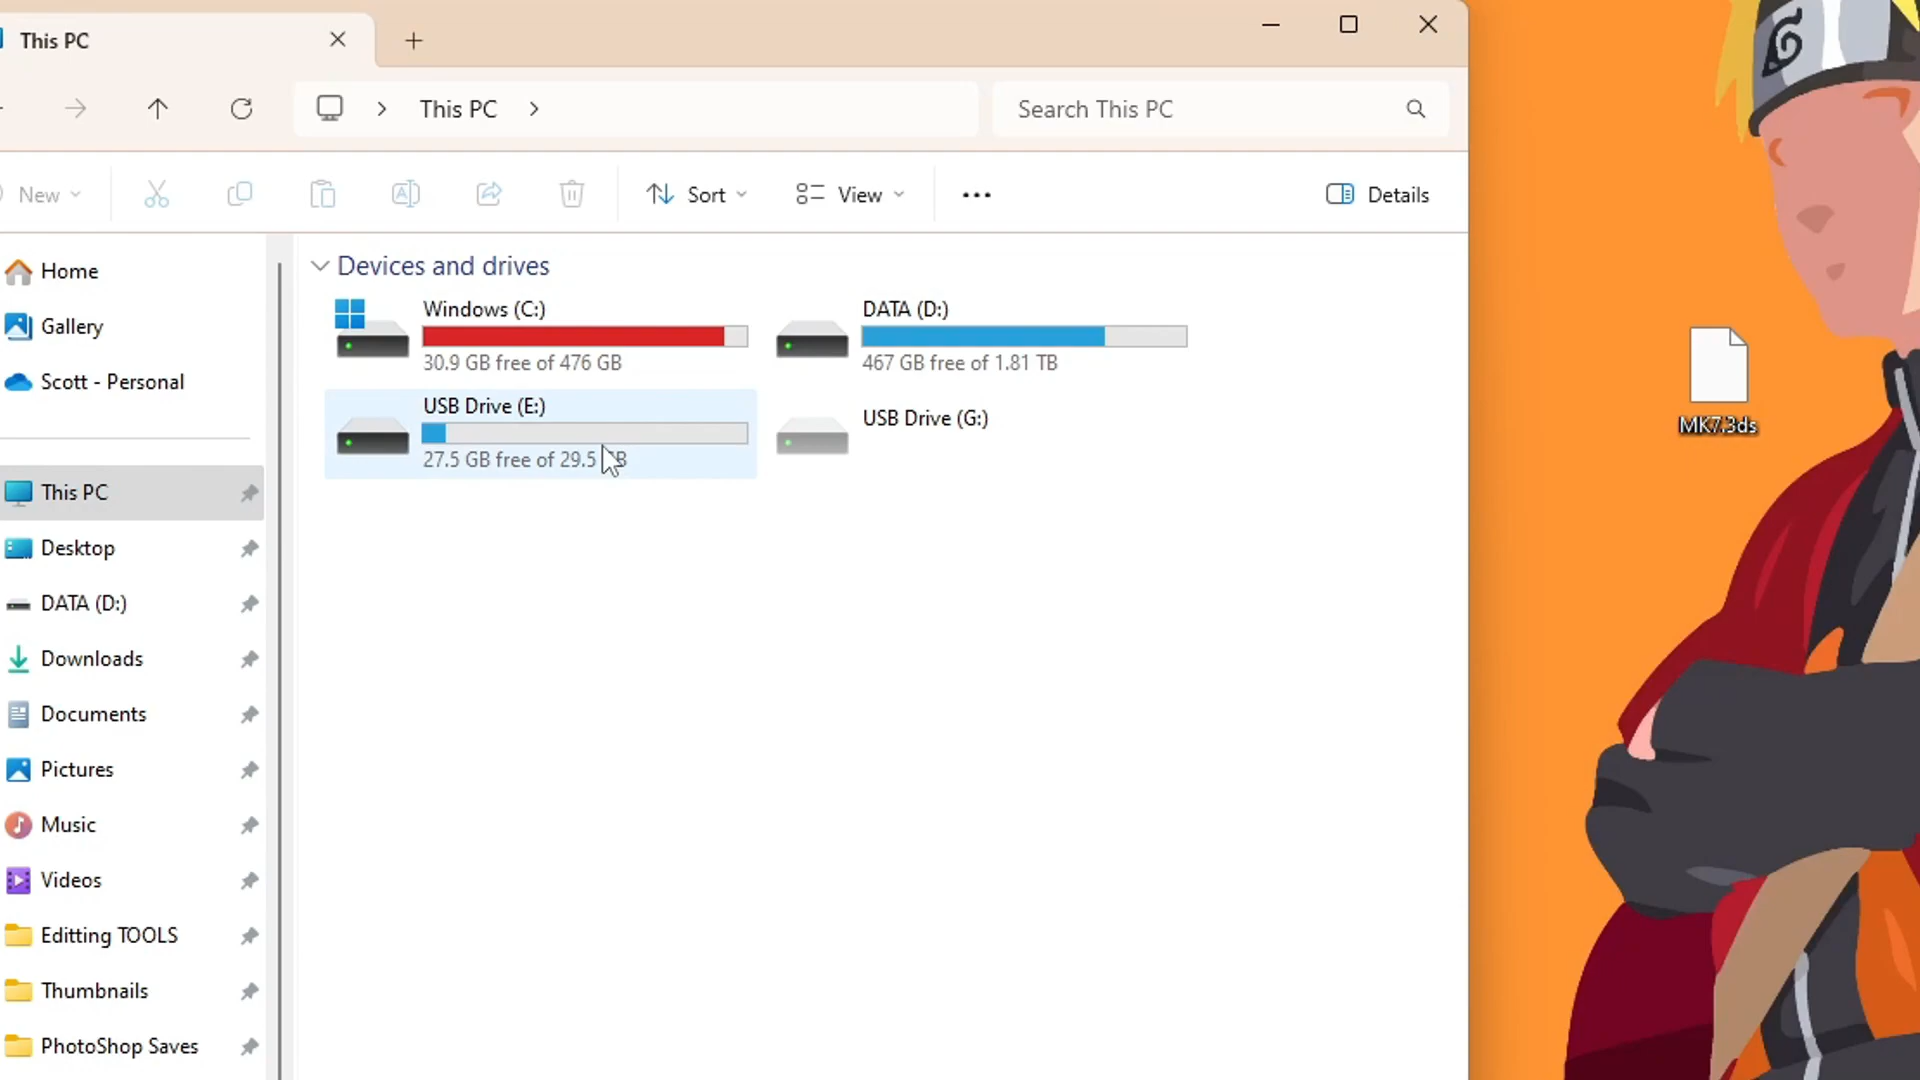 This PC
This PC
Search This PC
New
Sort
View
Details
Home
Gallery
Scott - Personal
This PC
Desktop
DATA (D:)
Downloads
Documents
Pictures
Music
Videos
Editting TOOLS
Thumbnails
PhotoShop Saves
Devices and drives
Windows (C:)
30.9 GB free of 476 GB
DATA (D:)
467 GB free of 1.81 TB
USB Drive (E:)
27.5 GB free of 29.5
USB Drive (G:)
MK7.3ds